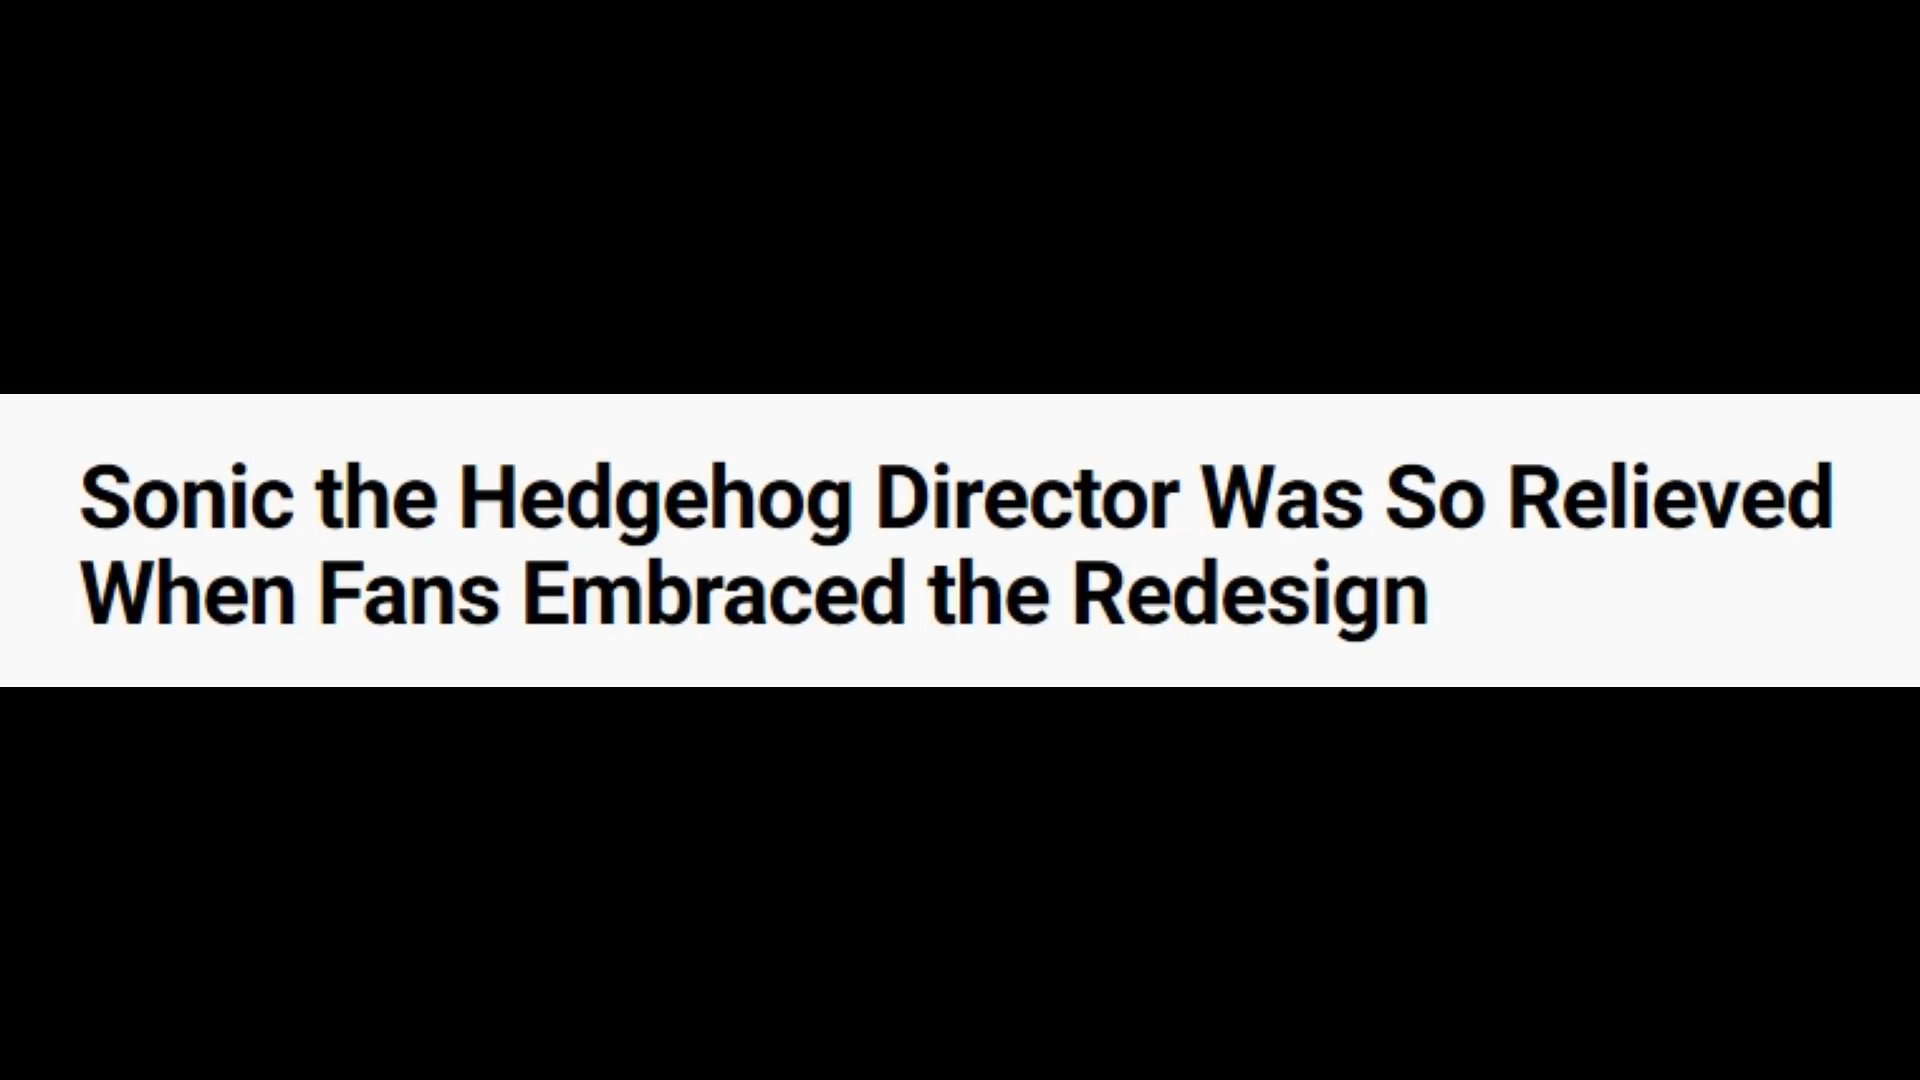 Sonic the Hedgehog Director Was So Relieved
When Fans Embraced the Redesign